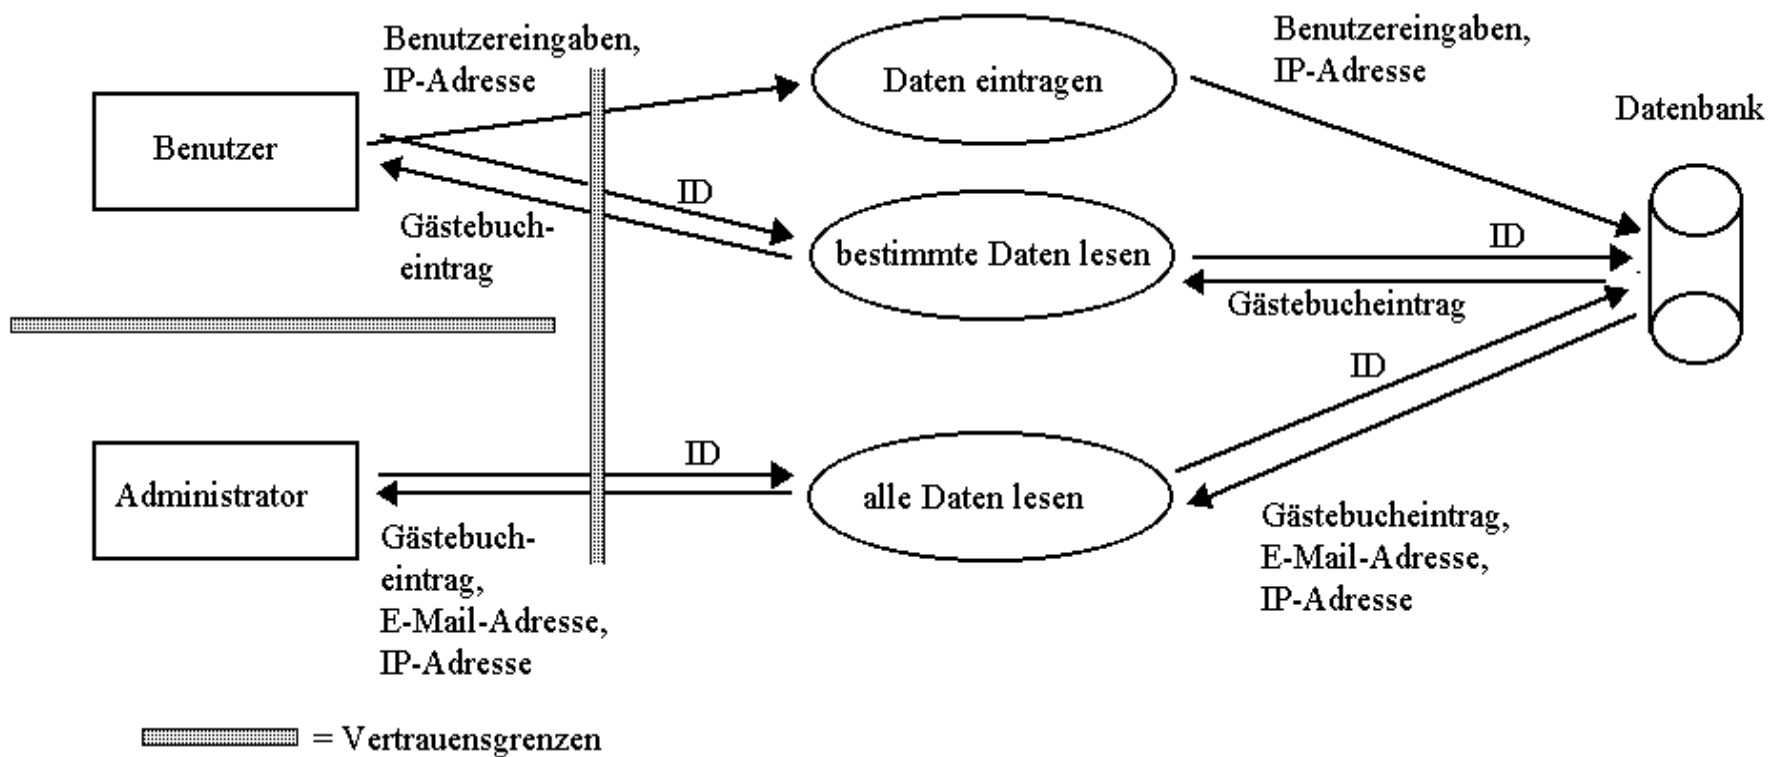 Benutzereingaben,
IP-Adresse
Daten eintragen
Benutzereingaben,
IP-Adresse
Datenbank
Benutzer
ID
Gästebuch-
eintrag
bestimmte Daten lesen
ID
Gästebucheintrag
ID
Administrator
ID
Gästebuch-
eintrag,
E-Mail-Adresse,
IP-Adresse
alle Daten lesen
Gästebucheintrag,
E-Mail-Adresse,
IP-Adresse
= Vertrauensgrenzen